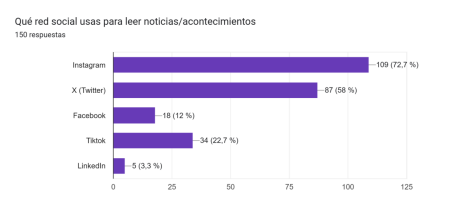 Qué red social usas para leer noticias/acontecimientos
150 respuestas
Instagram 109 (72,7 %)
X (Twitter) 87 (58 %)
Facebook 18 (12 %)
Tiktok 34 (22,7 %)
LinkedIn 5 (3,3 %)
0 25 50 75 100 125